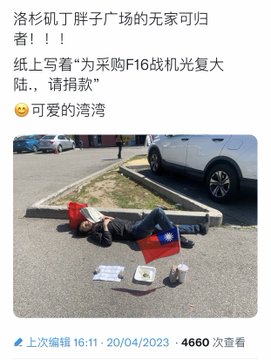 洛杉矶丁胖子广场的无家可归
者！！！
纸上写着“为采购F16战机光复大
陆.，请捐款”
😊可爱的湾湾
上次编辑 16:11 · 20/04/2023 · 4660 次查看